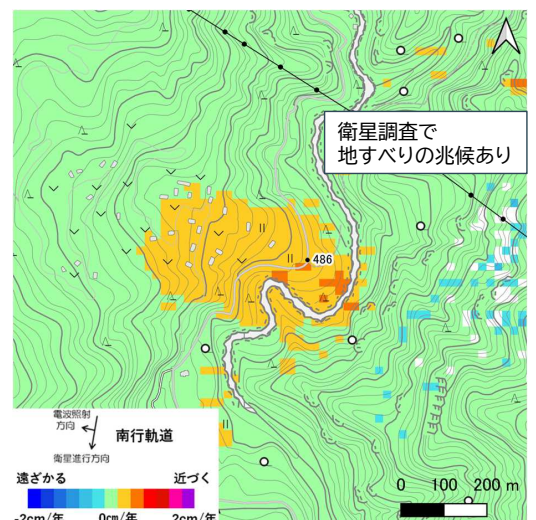 衛星調査で
地すべりの兆候あり
486
電波照射
方向
南行軌道
衛星進行方向
遠ざかる 近づく
-2cm/年 0cm/年 2cm/年
0 100 200 m